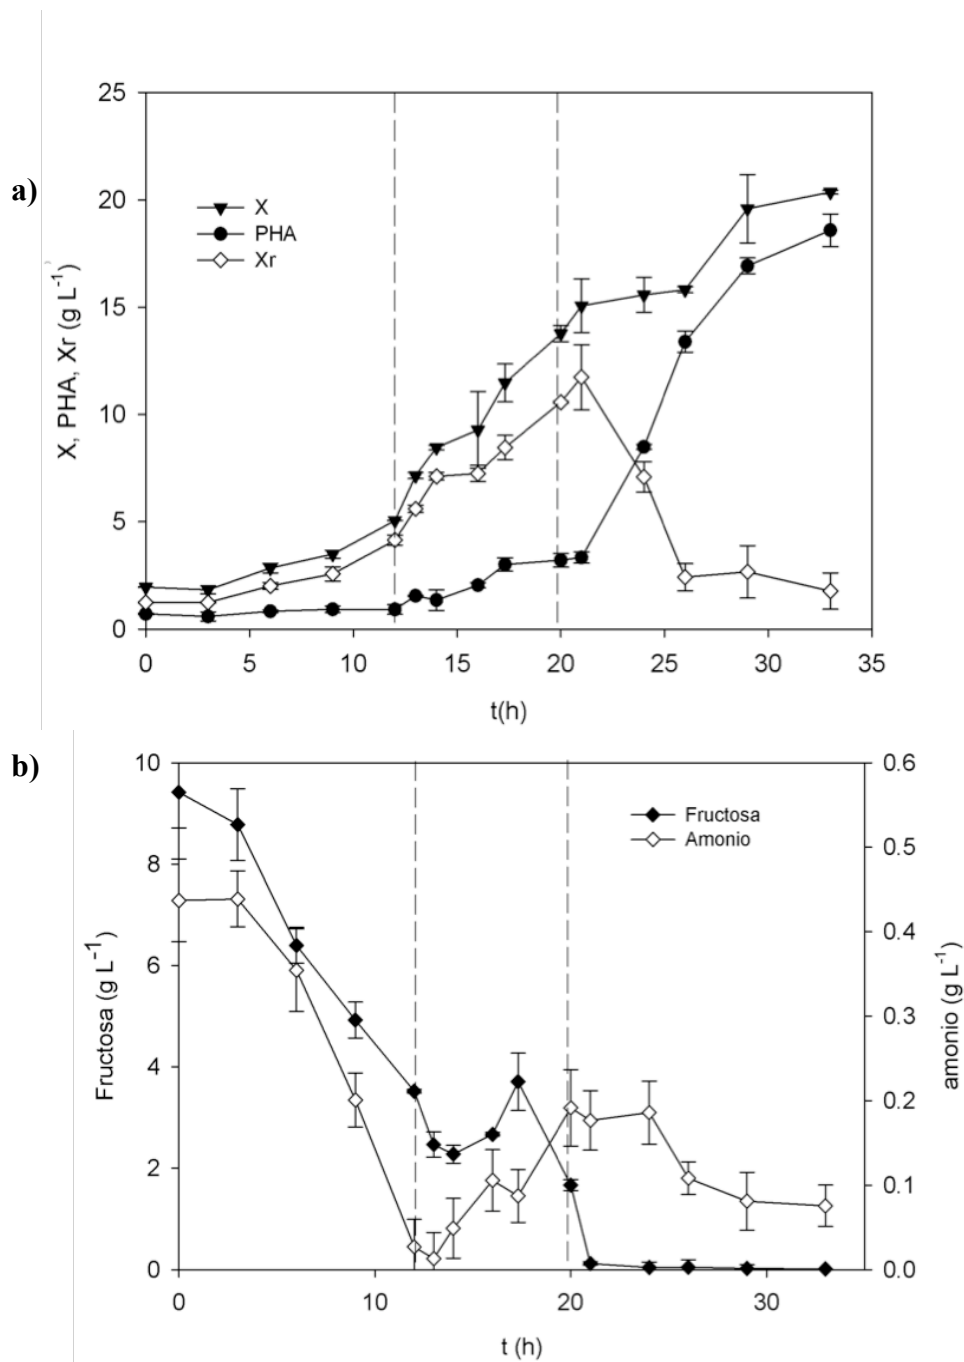 a)
X, PHA, Xr (g L⁻¹)
25
20
15
10
5
0
X
PHA
Xr
0 5 10 15 20 25 30 35
t(h)
b)
Fructosa (g L⁻¹)
10
8
6
4
2
0
Fructosa
Amonio
0.6
0.5
0.4
0.3
0.2
0.1
0.0
amonio (g L⁻¹)
0 10 20 30
t (h)